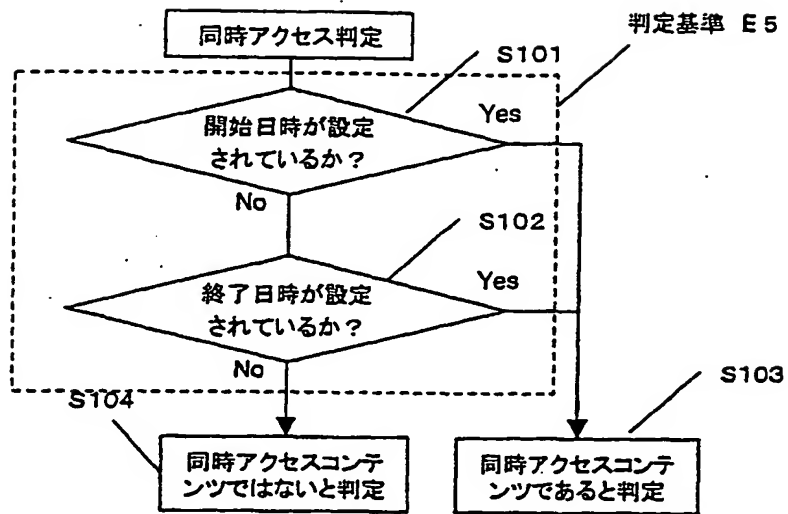 同時アクセス判定
判定基準 E5
S101
開始日時が設定
されているか?
Yes
No
S102
終了日時が設定
されているか?
Yes
No
S103
S104
同時アクセスコンテ
ンツではないと判定
同時アクセスコンテ
ンツであると判定